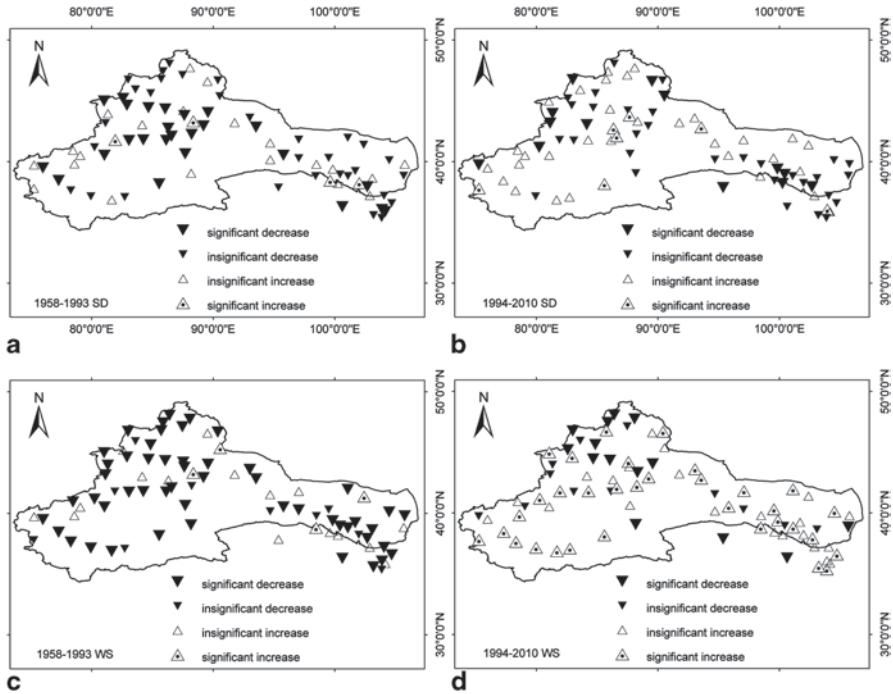 80°0'0"E 90°0'0"E 100°0'0"E
50°0'0"N
40°0'0"N
30°0'0"N
N
significant decrease
insignificant decrease
insignificant increase
significant increase
1958-1993 SD
a
80°0'0"E 90°0'0"E 100°0'0"E
50°0'0"N
40°0'0"N
30°0'0"N
N
significant decrease
insignificant decrease
insignificant increase
significant increase
1994-2010 SD
b
80°0'0"E 90°0'0"E 100°0'0"E
50°0'0"N
40°0'0"N
30°0'0"N
N
significant decrease
insignificant decrease
insignificant increase
significant increase
1958-1993 WS
c
80°0'0"E 90°0'0"E 100°0'0"E
50°0'0"N
40°0'0"N
30°0'0"N
N
significant decrease
insignificant decrease
insignificant increase
significant increase
1994-2010 WS
d